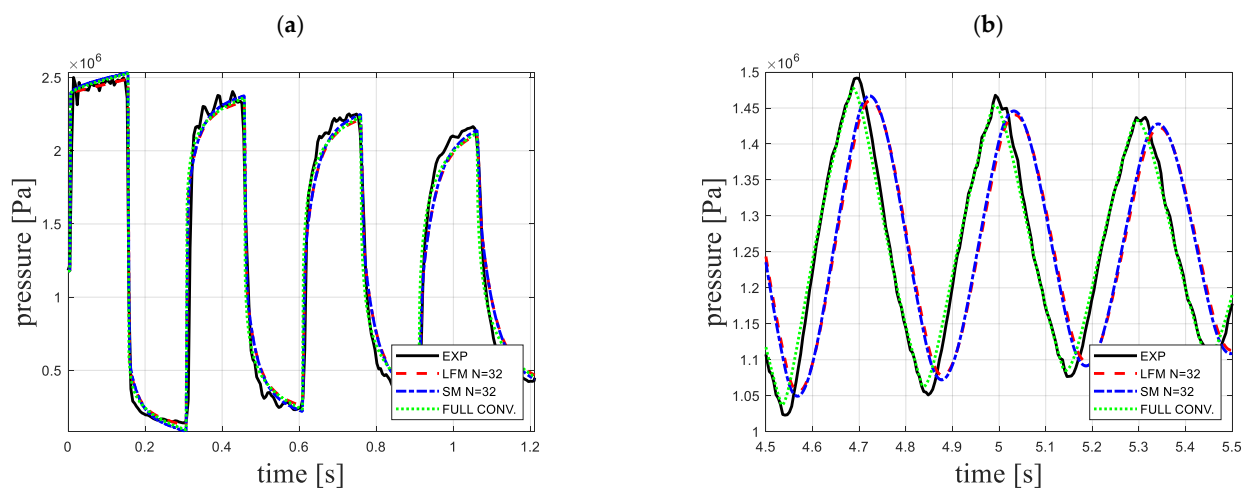 (a)
×10⁶
2.5
2
1.5
1
0.5
0 0.2 0.4 0.6 0.8 1 1.2
pressure [Pa]
time [s]
EXP
LFM N=32
SM N=32
FULL CONV.
(b)
×10⁶
1.5
1.45
1.4
1.35
1.3
1.25
1.2
1.15
1.1
1.05
1
4.5 4.6 4.7 4.8 4.9 5 5.1 5.2 5.3 5.4 5.5
pressure [Pa]
time [s]
EXP
LFM N=32
SM N=32
FULL CONV.